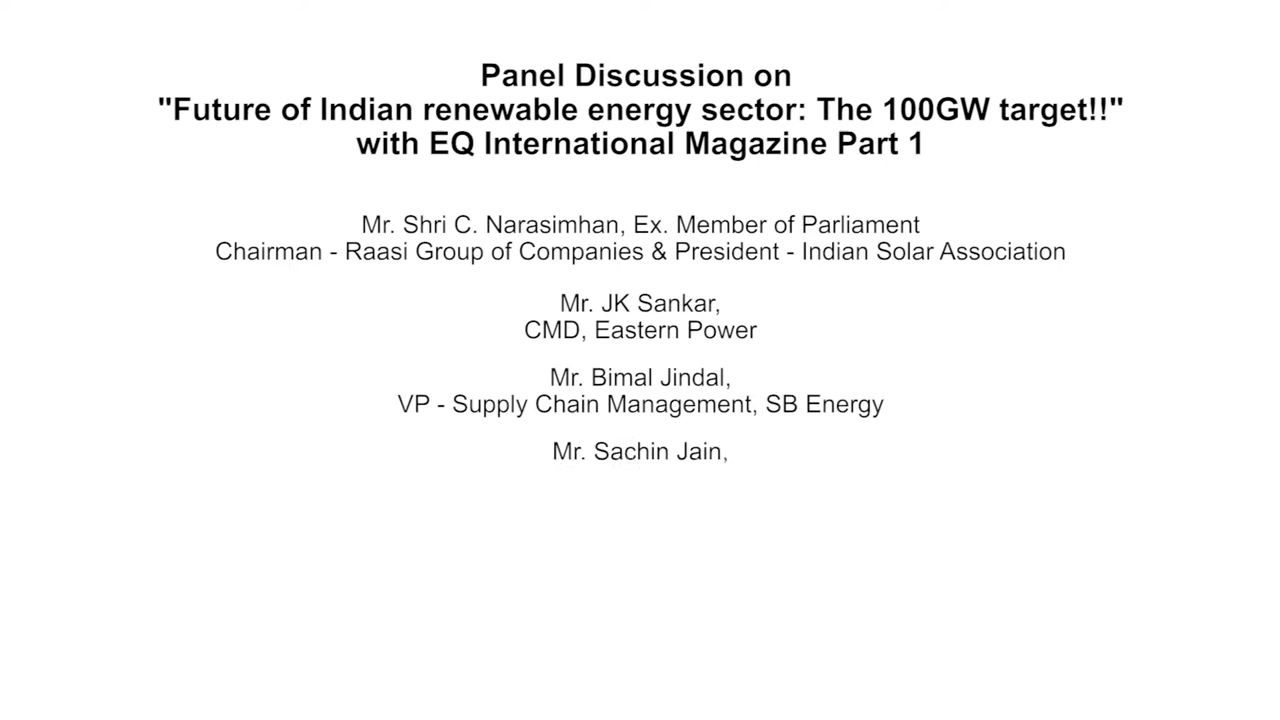 Panel Discussion on
"Future of Indian renewable energy sector: The 100GW target!!"
with EQ International Magazine Part 1
Mr. Shri C. Narasimhan, Ex. Member of Parliament
Chairman - Raasi Group of Companies & President - Indian Solar Association
Mr. JK Sankar,
CMD, Eastern Power
Mr. Bimal Jindal,
VP - Supply Chain Management, SB Energy
Mr. Sachin Jain,